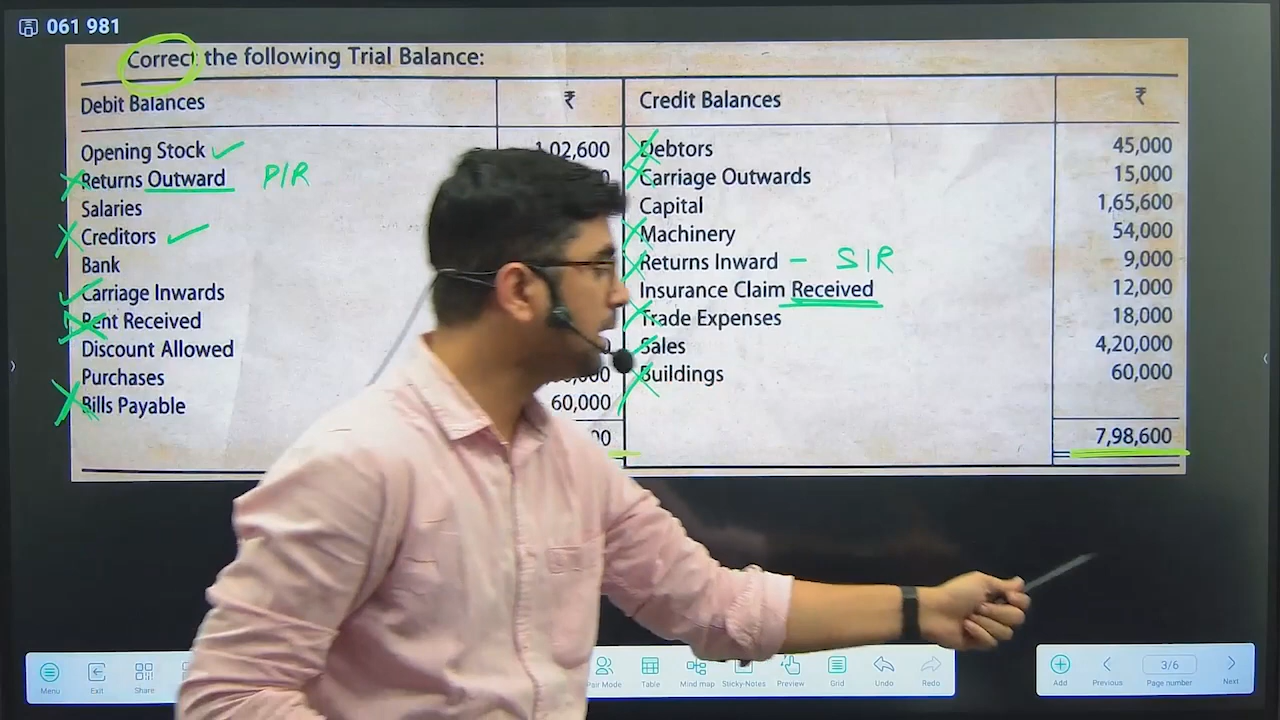 061 981
Correct the following Trial Balance:
Debit Balances ₹ Credit Balances ₹
Opening Stock 1,02,600 Debtors 45,000
Returns Outward P/R Carriage Outwards 15,000
Salaries Capital 1,65,600
Creditors Machinery 54,000
Bank Returns Inward – S/R 9,000
Carriage Inwards Insurance Claim Received 12,000
Rent Received Trade Expenses 18,000
Discount Allowed Sales 4,20,000
Purchases Buildings 60,000
Bills Payable 60,000
7,98,600
Menu Exit Share Pair Mode Table Mind map Sticky-Notes Preview Grid Undo Redo Add Previous 3/6 Page number Next